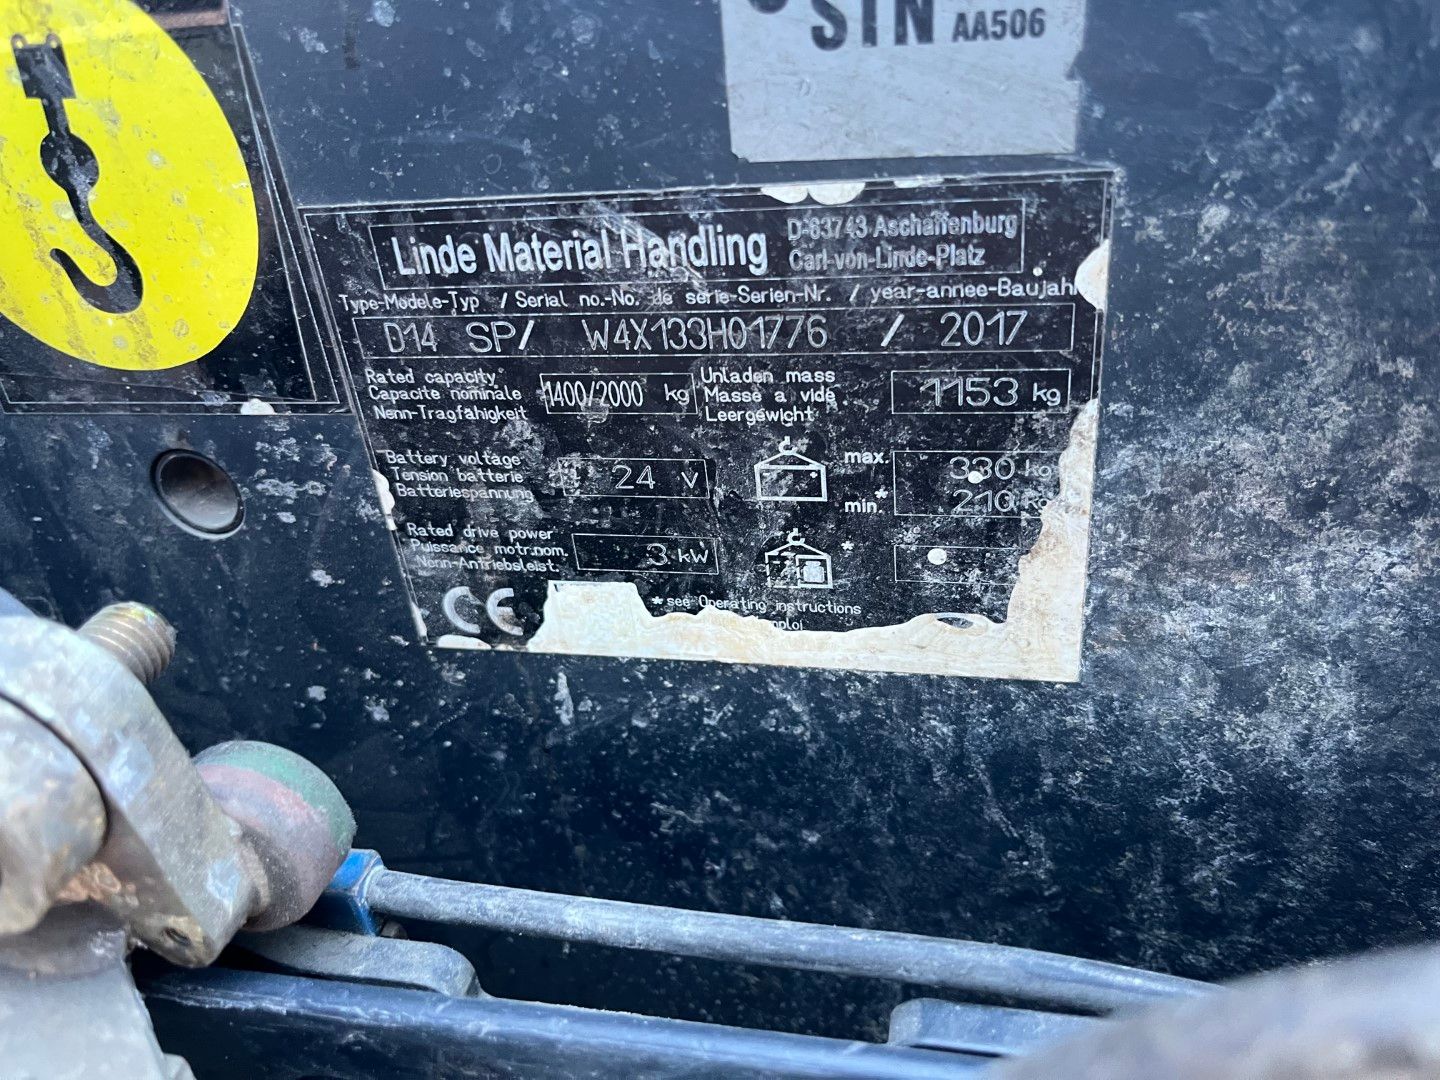 STN AA506
Linde Material Handling
D-63743 Aschaffenburg
Carl-von-Linde-Platz
Type-Modele-Typ / Serial no.-No. de serie-Serien-Nr. / year-annee-Baujahr
D14 SP/ W4X133H01776 / 2017
Rated capacity
Capacite nominale
Nenn-Tragfähigkeit
1400/2000 kg
Unladen mass
Masse a vide
Leergewicht
1153 kg
Battery voltage
Tension batterie
Batteriespannung
24 V
max. 330 kg
min.* 210 kg
Rated drive power
Puissance motr.nom.
Nenn-Antriebsleist.
3 kW
*
CE
* see Operating instructions